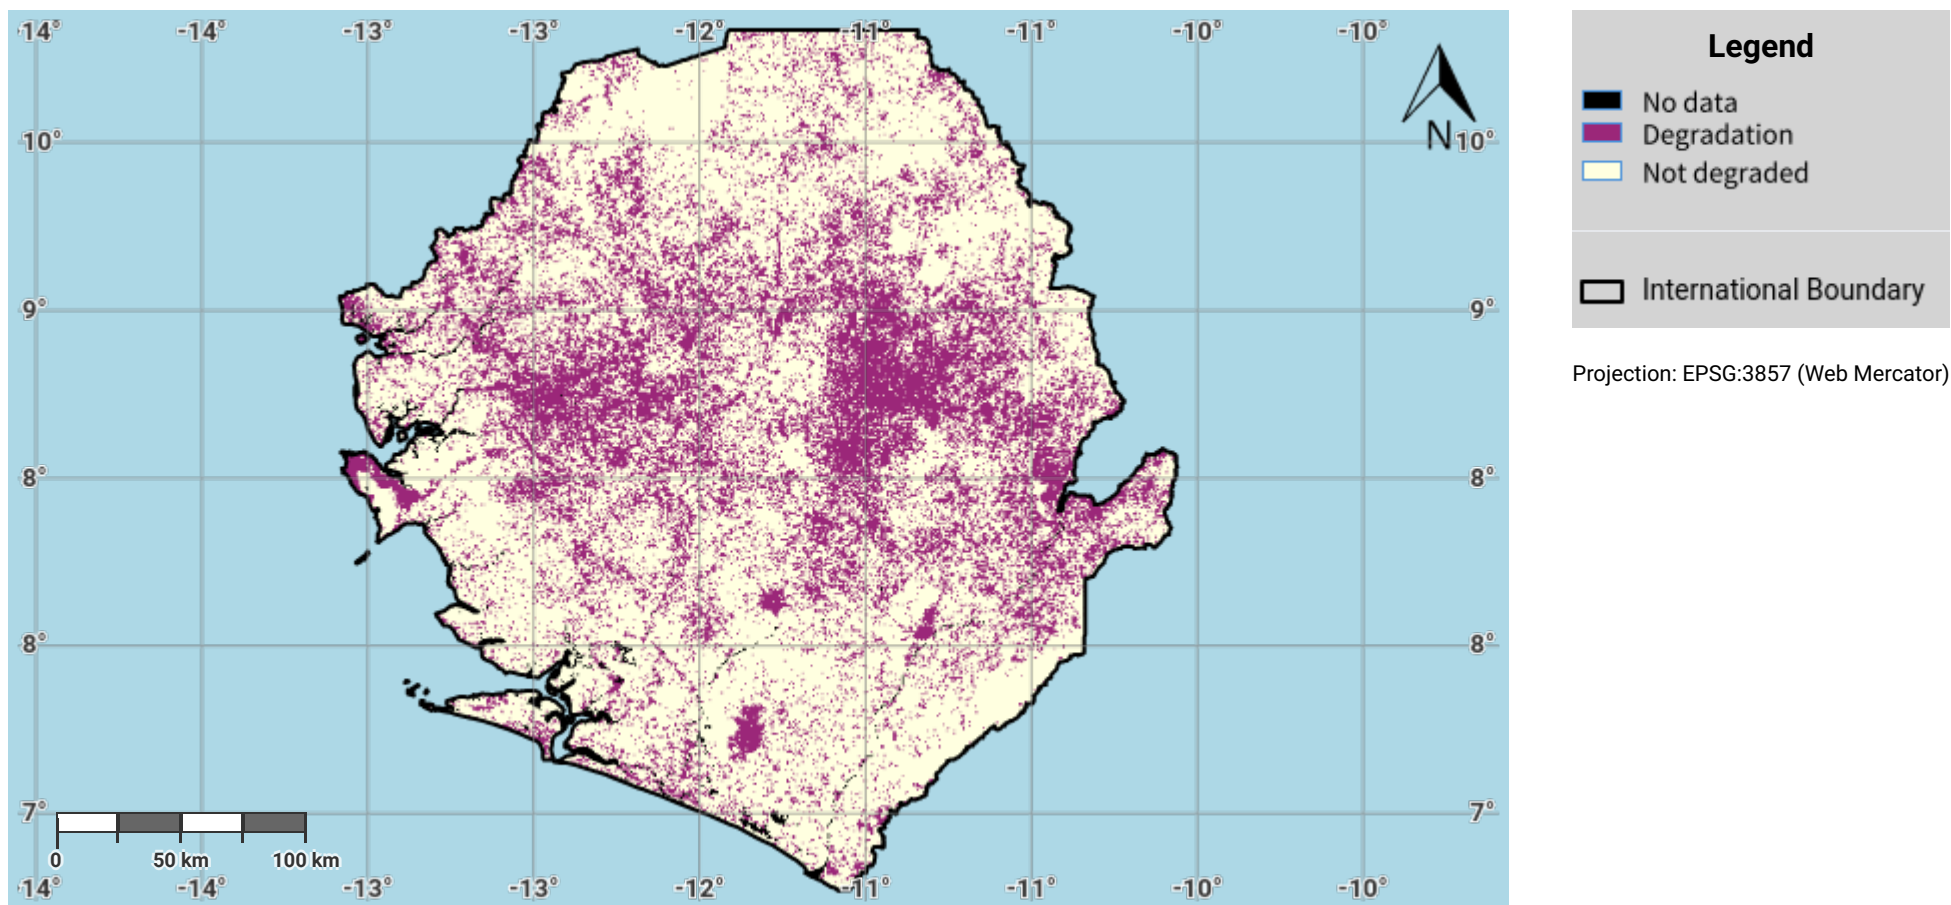 -14° -14° -13° -13° -12° -11° -11° -10° -10°
Legend
No data
Degradation
Not degraded
N
10° 10°
International Boundary
9° 9°
Projection: EPSG:3857 (Web Mercator)
8° 8°
8° 8°
7° 7°
0 50 km 100 km
-14° -14° -13° -13° -12° -11° -11° -10° -10°